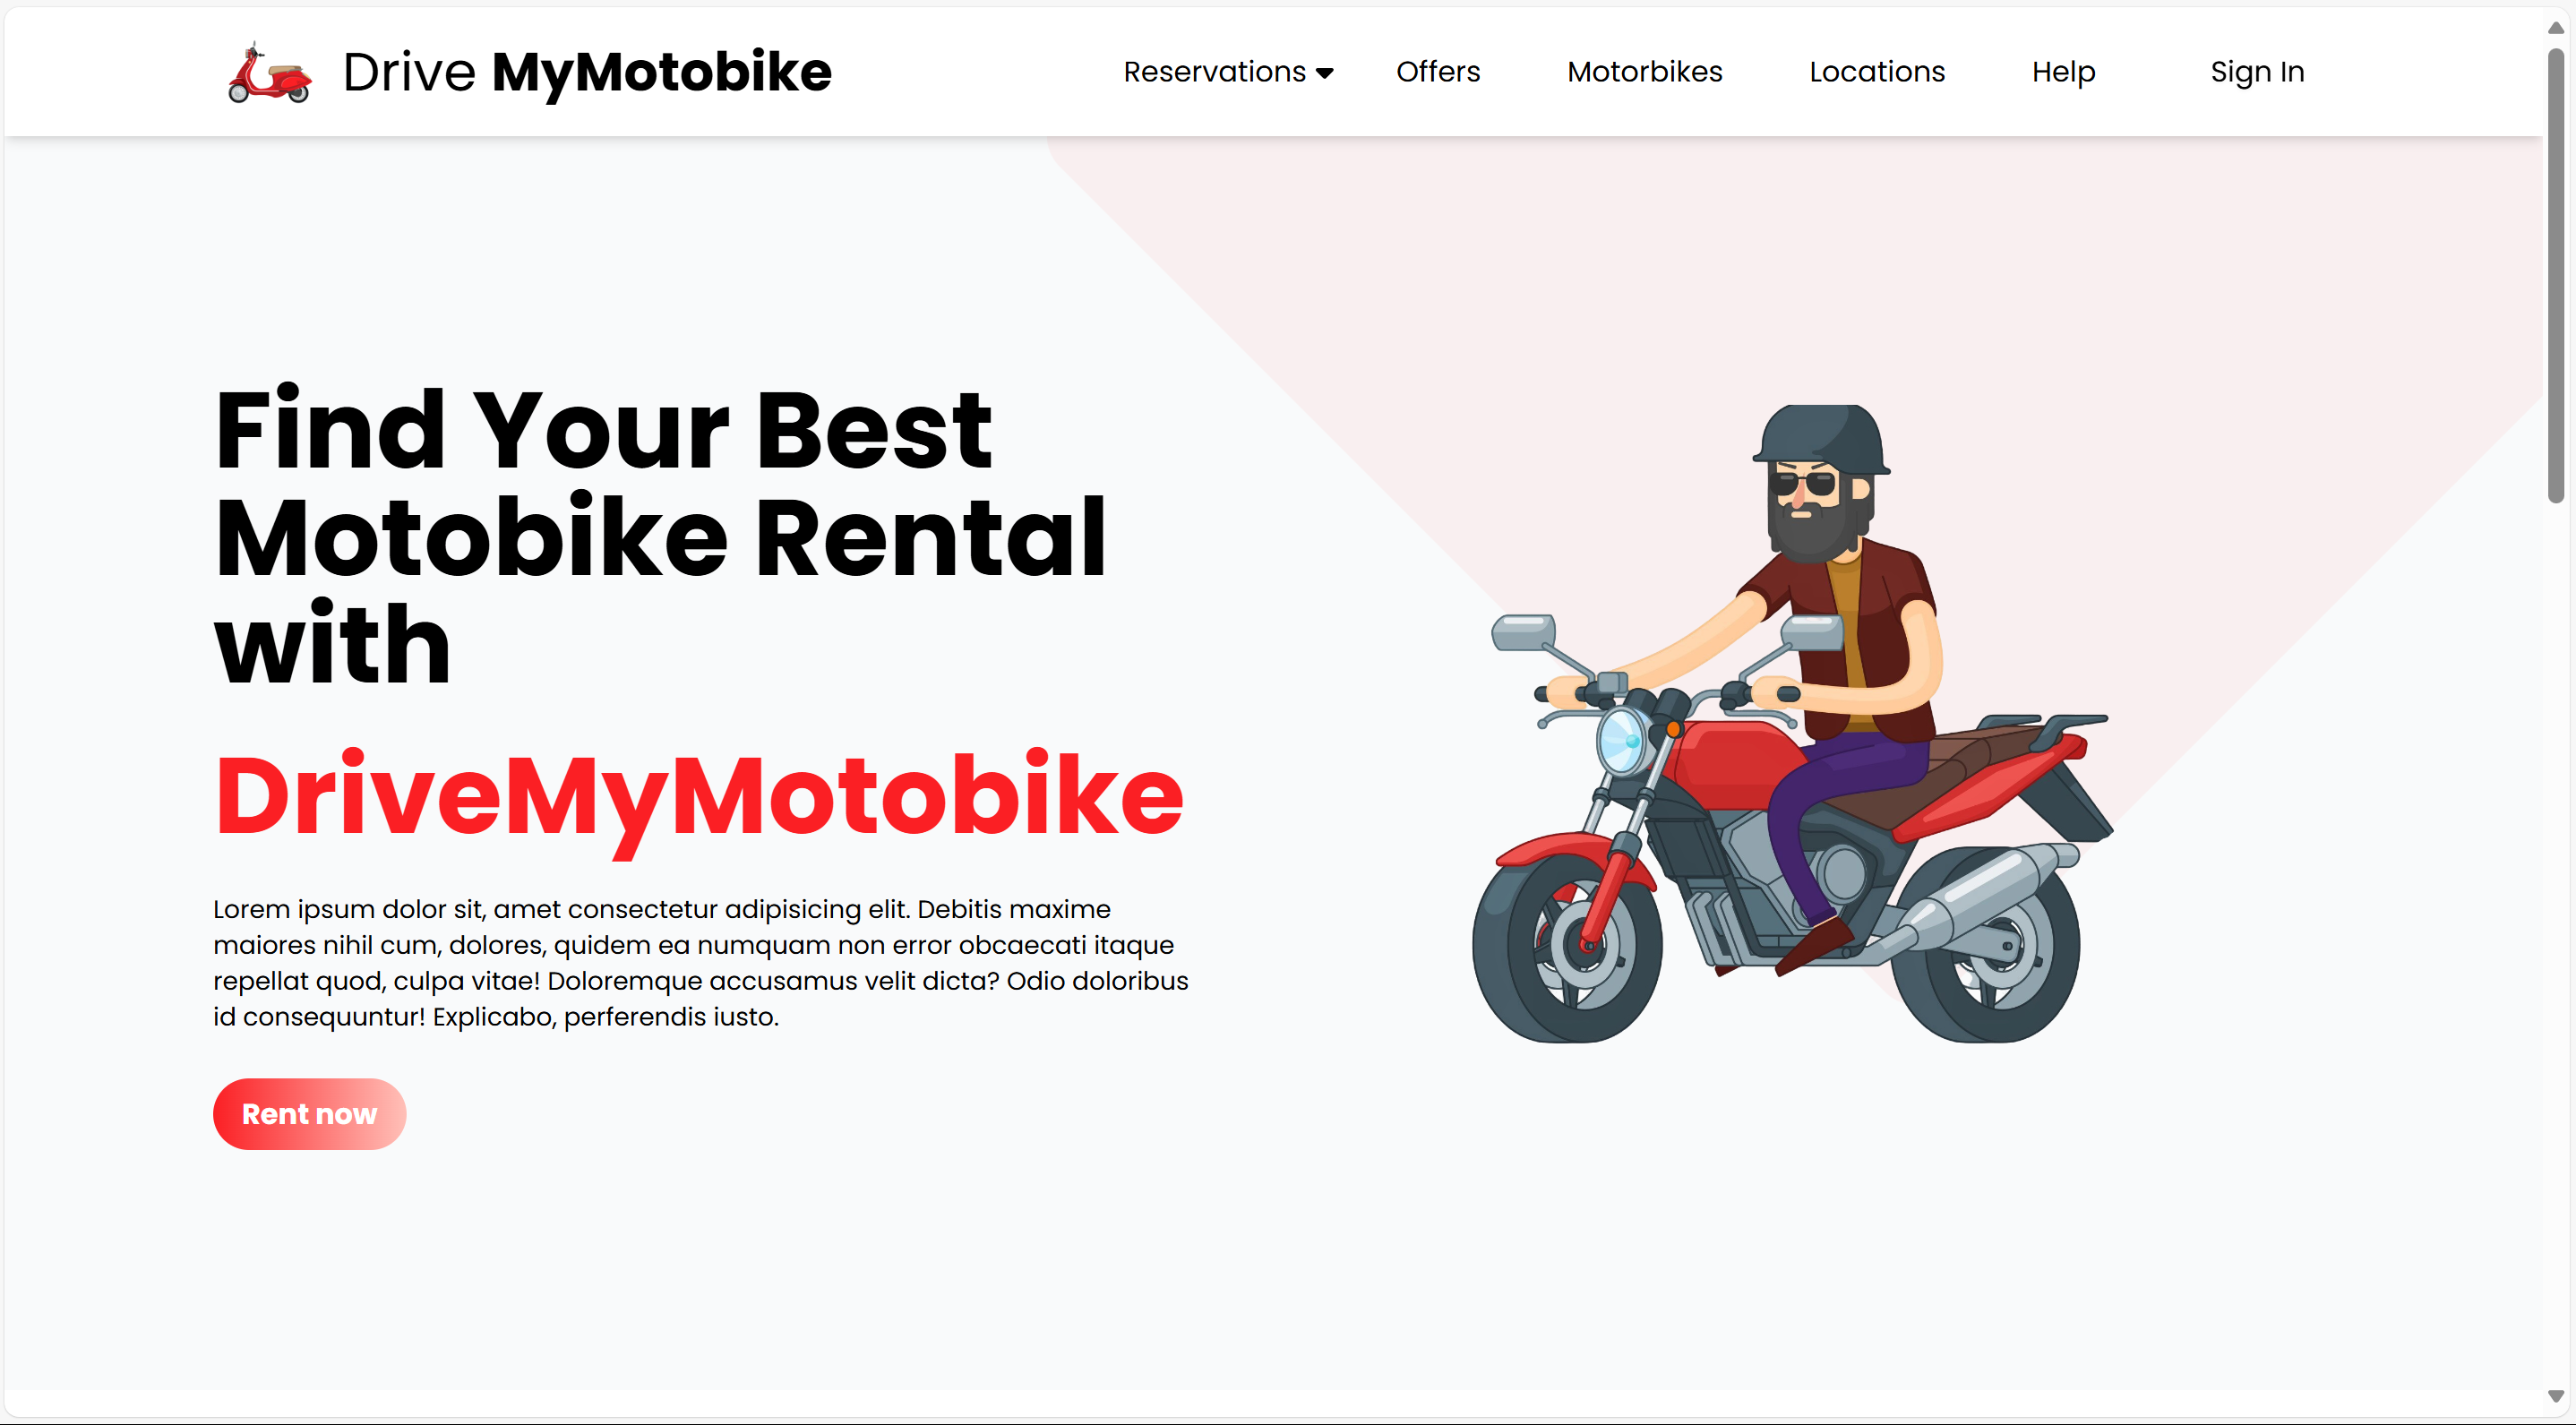 Drive MyMotobike
Reservations
Offers
Motorbikes
Locations
Help
Sign In
Find Your Best
Motobike Rental
with
DriveMyMotobike
Lorem ipsum dolor sit, amet consectetur adipisicing elit. Debitis maxime
maiores nihil cum, dolores, quidem ea numquam non error obcaecati itaque
repellat quod, culpa vitae! Doloremque accusamus velit dicta? Odio doloribus
id consequuntur! Explicabo, perferendis iusto.
Rent now